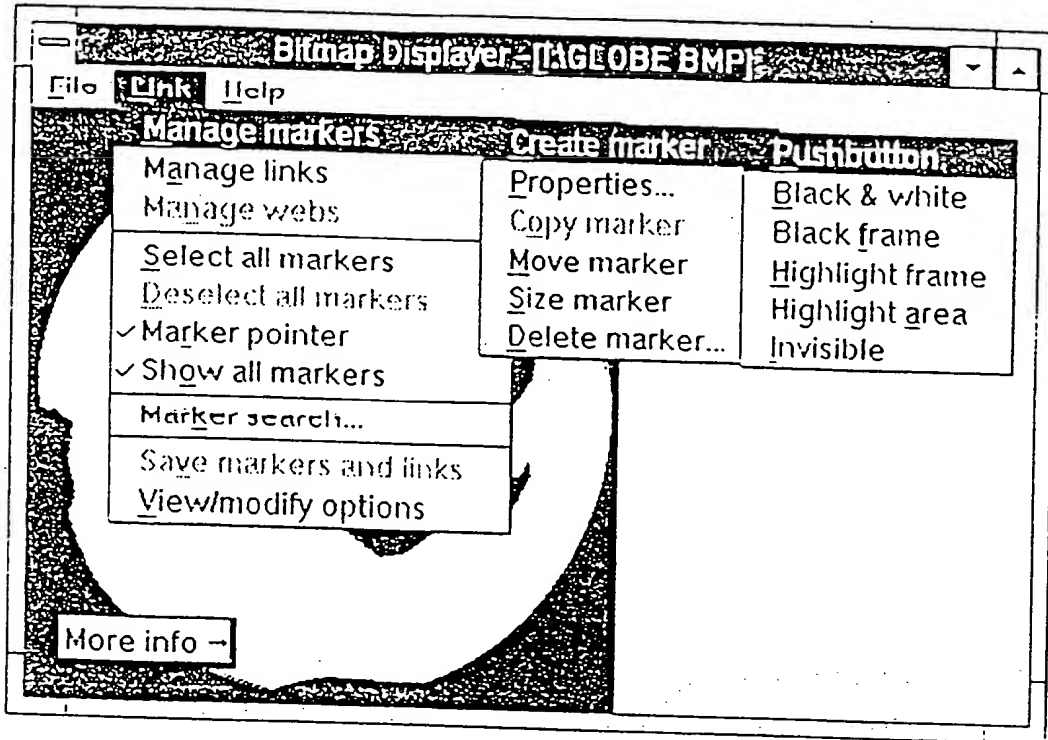 Bitmap Displayer - [I:\GLOBE.BMP]
File Link Help
Manage markers
Manage links
Manage webs
Select all markers
Deselect all markers
✓ Marker pointer
✓ Show all markers
Marker search...
Save markers and links
View/modify options
Create marker
Properties...
Copy marker
Move marker
Size marker
Delete marker...
Pushbutton
Black & white
Black frame
Highlight frame
Highlight area
Invisible
More info →